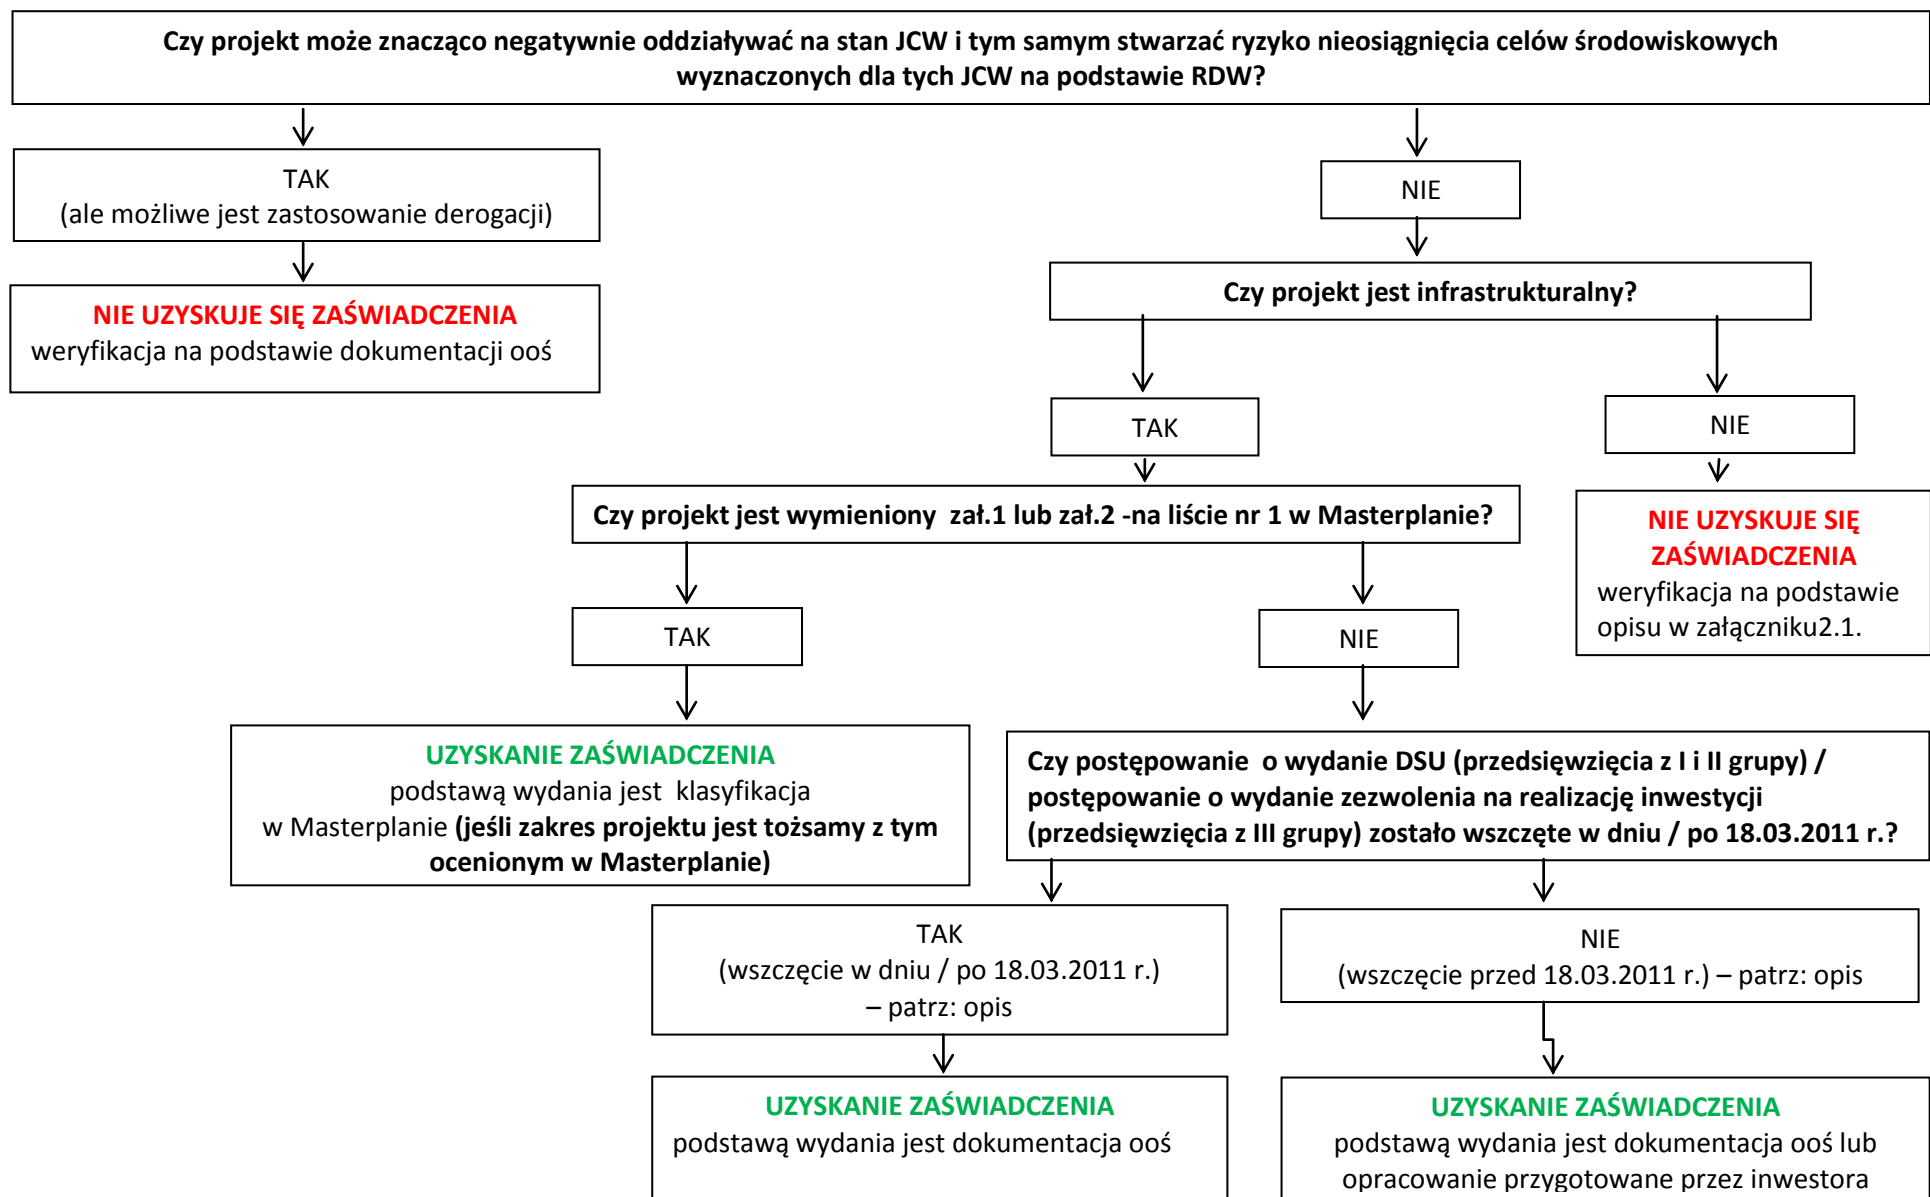 Czy projekt może znacząco negatywnie oddziaływać na stan JCW i tym samym stwarzać ryzyko nieosiągnięcia celów środowiskowych
wyznaczonych dla tych JCW na podstawie RDW?
TAK
(ale możliwe jest zastosowanie derogacji)
NIE
NIE UZYSKUJE SIĘ ZAŚWIADCZENIA
weryfikacja na podstawie dokumentacji ooś
Czy projekt jest infrastrukturalny?
TAK
NIE
Czy projekt jest wymieniony  zał.1 lub zał.2 -na liście nr 1 w Masterplanie?
NIE UZYSKUJE SIĘ
ZAŚWIADCZENIA
weryfikacja na podstawie
opisu w załączniku2.1.
TAK
NIE
UZYSKANIE ZAŚWIADCZENIA
podstawą wydania jest  klasyfikacja
w Masterplanie (jeśli zakres projektu jest tożsamy z tym
ocenionym w Masterplanie)
Czy postępowanie  o wydanie DSU (przedsięwzięcia z I i II grupy) /
postępowanie o wydanie zezwolenia na realizację inwestycji
(przedsięwzięcia z III grupy) zostało wszczęte w dniu / po 18.03.2011 r.?
TAK
(wszczęcie w dniu / po 18.03.2011 r.)
– patrz: opis
NIE
(wszczęcie przed 18.03.2011 r.) – patrz: opis
UZYSKANIE ZAŚWIADCZENIA
podstawą wydania jest dokumentacja ooś
UZYSKANIE ZAŚWIADCZENIA
podstawą wydania jest dokumentacja ooś lub
opracowanie przygotowane przez inwestora